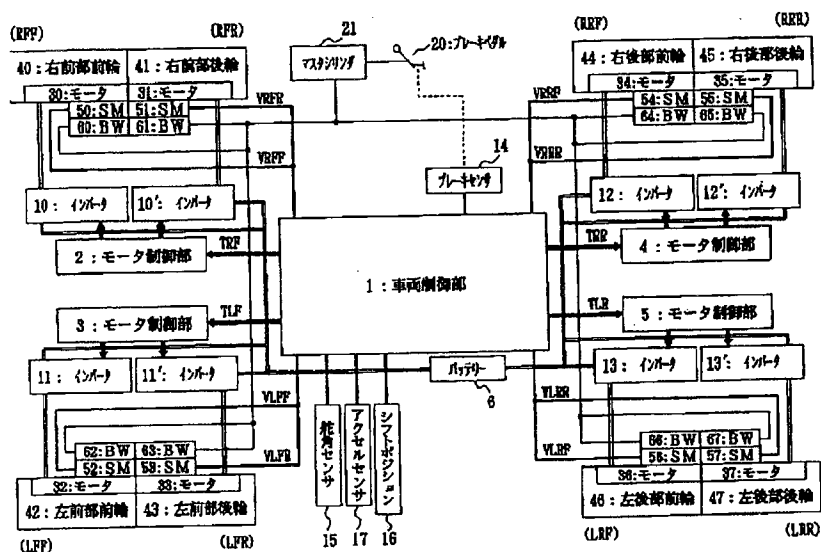 (RFF)
(RFR)
40：右前部前輪
41：右前部後輪
30：モータ
31：モータ
50：SM
51：SM
60：BW
61：BW
21
マスタシリンダ
20：ブレーキペダル
14
ブレーキセンサ
(RRF)
(RRR)
44：右後部前輪
45：右後部後輪
34：モータ
35：モータ
54：SM
55：SM
64：BW
65：BW
VRFR
VRFF
VRRF
VRRR
10：インバータ
10'：インバータ
12：インバータ
12'：インバータ
2：モータ制御部
TRF
TRR
4：モータ制御部
1：車両制御部
3：モータ制御部
TLF
TLR
5：モータ制御部
11：インバータ
11'：インバータ
バッテリー
6
13：インバータ
13'：インバータ
VLFF
VLFR
VLRR
VLRF
62：BW
63：BW
52：SM
53：SM
32：モータ
33：モータ
42：左前部前輪
43：左前部後輪
(LFF)
(LFR)
舵角センサ
アクセルセンサ
シフトポジション
15
17
16
66：BW
67：BW
56：SM
57：SM
36：モータ
37：モータ
46：左後部前輪
47：左後部後輪
(LRF)
(LRR)